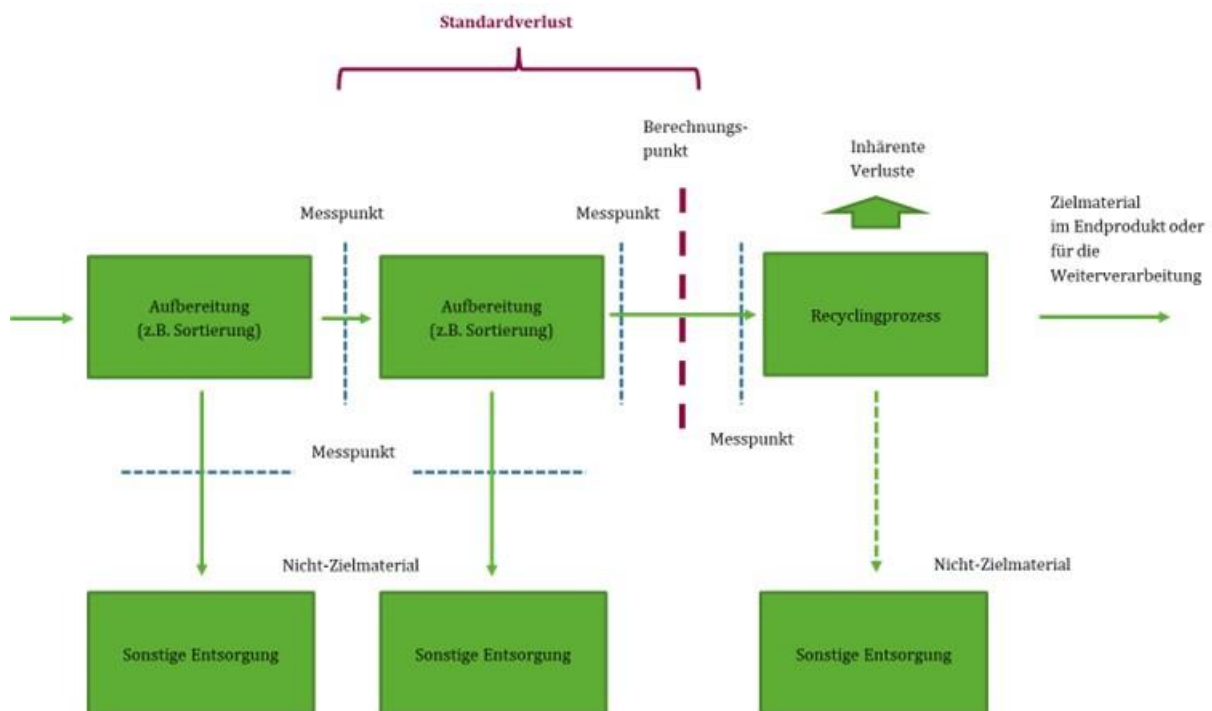 Standardverlust
Berechnungs-
punkt
Inhärente
Verluste
Messpunkt
Messpunkt
Zielmaterial
im Endprodukt oder
für die
Weiterverarbeitung
Aufbereitung
(z.B. Sortierung)
Aufbereitung
(z.B. Sortierung)
Recyclingprozess
Messpunkt
Messpunkt
Nicht-Zielmaterial
Nicht-Zielmaterial
Sonstige Entsorgung
Sonstige Entsorgung
Sonstige Entsorgung